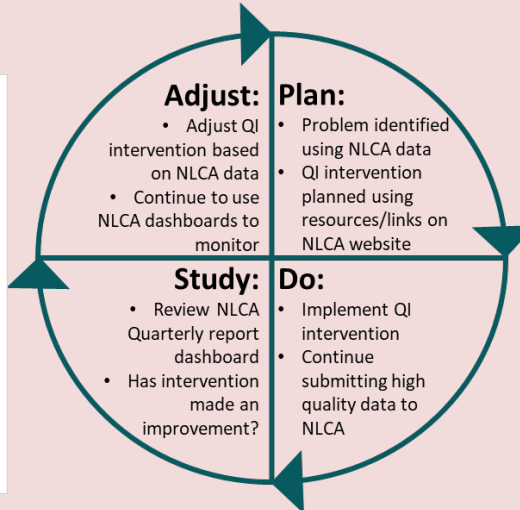 Adjust:
• Adjust QI
intervention based
on NLCA data
• Continue to use
NLCA dashboards to
monitor
Plan:
• Problem identified
using NLCA data
• QI intervention
planned using
resources/links on
NLCA website
Study:
• Review NLCA
Quarterly report
dashboard
• Has intervention
made an
improvement?
Do:
• Implement QI
intervention
• Continue
submitting high
quality data to
NLCA